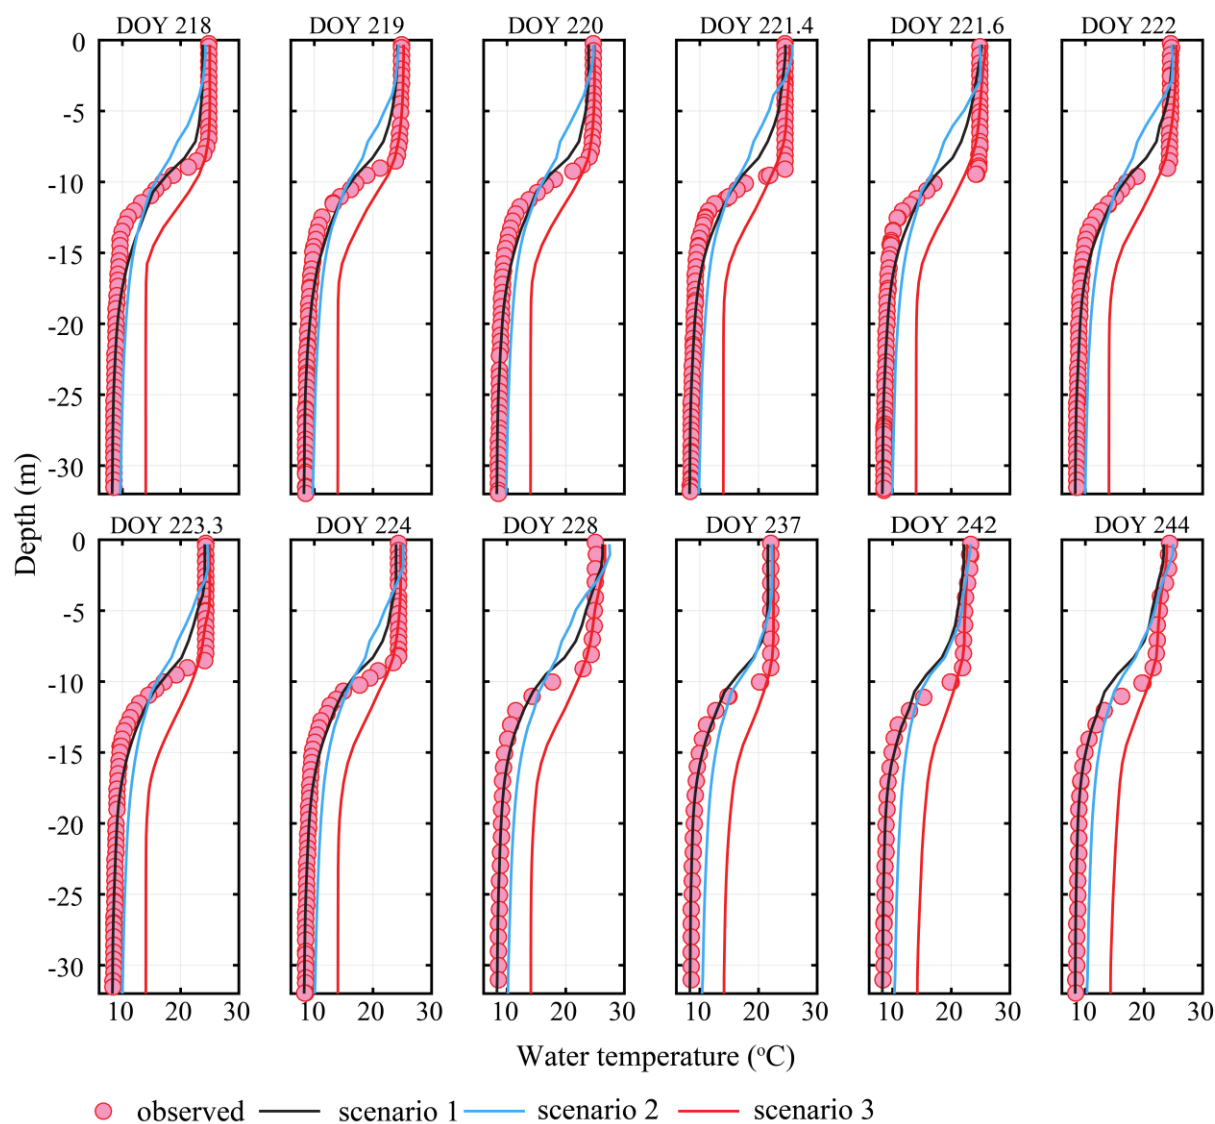 DOY 218 DOY 219 DOY 220 DOY 221.4 DOY 221.6 DOY 222
0
-5
-10
-15
-20
-25
-30
Depth (m)
DOY 223.3 DOY 224 DOY 228 DOY 237 DOY 242 DOY 244
0
-5
-10
-15
-20
-25
-30
10 20 30 10 20 30 10 20 30 10 20 30 10 20 30 10 20 30
Water temperature (°C)
observed scenario 1 scenario 2 scenario 3